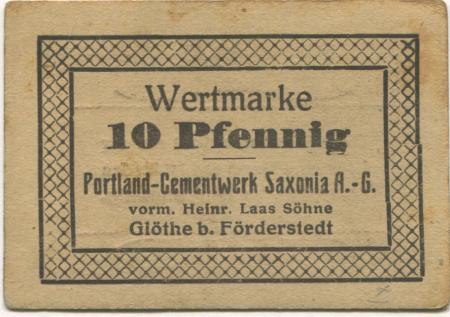 Wertmarke
10 Pfennig
Portland-Cementwerk Saxonia A.-G.
vorm. Heinr. Laas Söhne
Glöthe b. Förderstedt